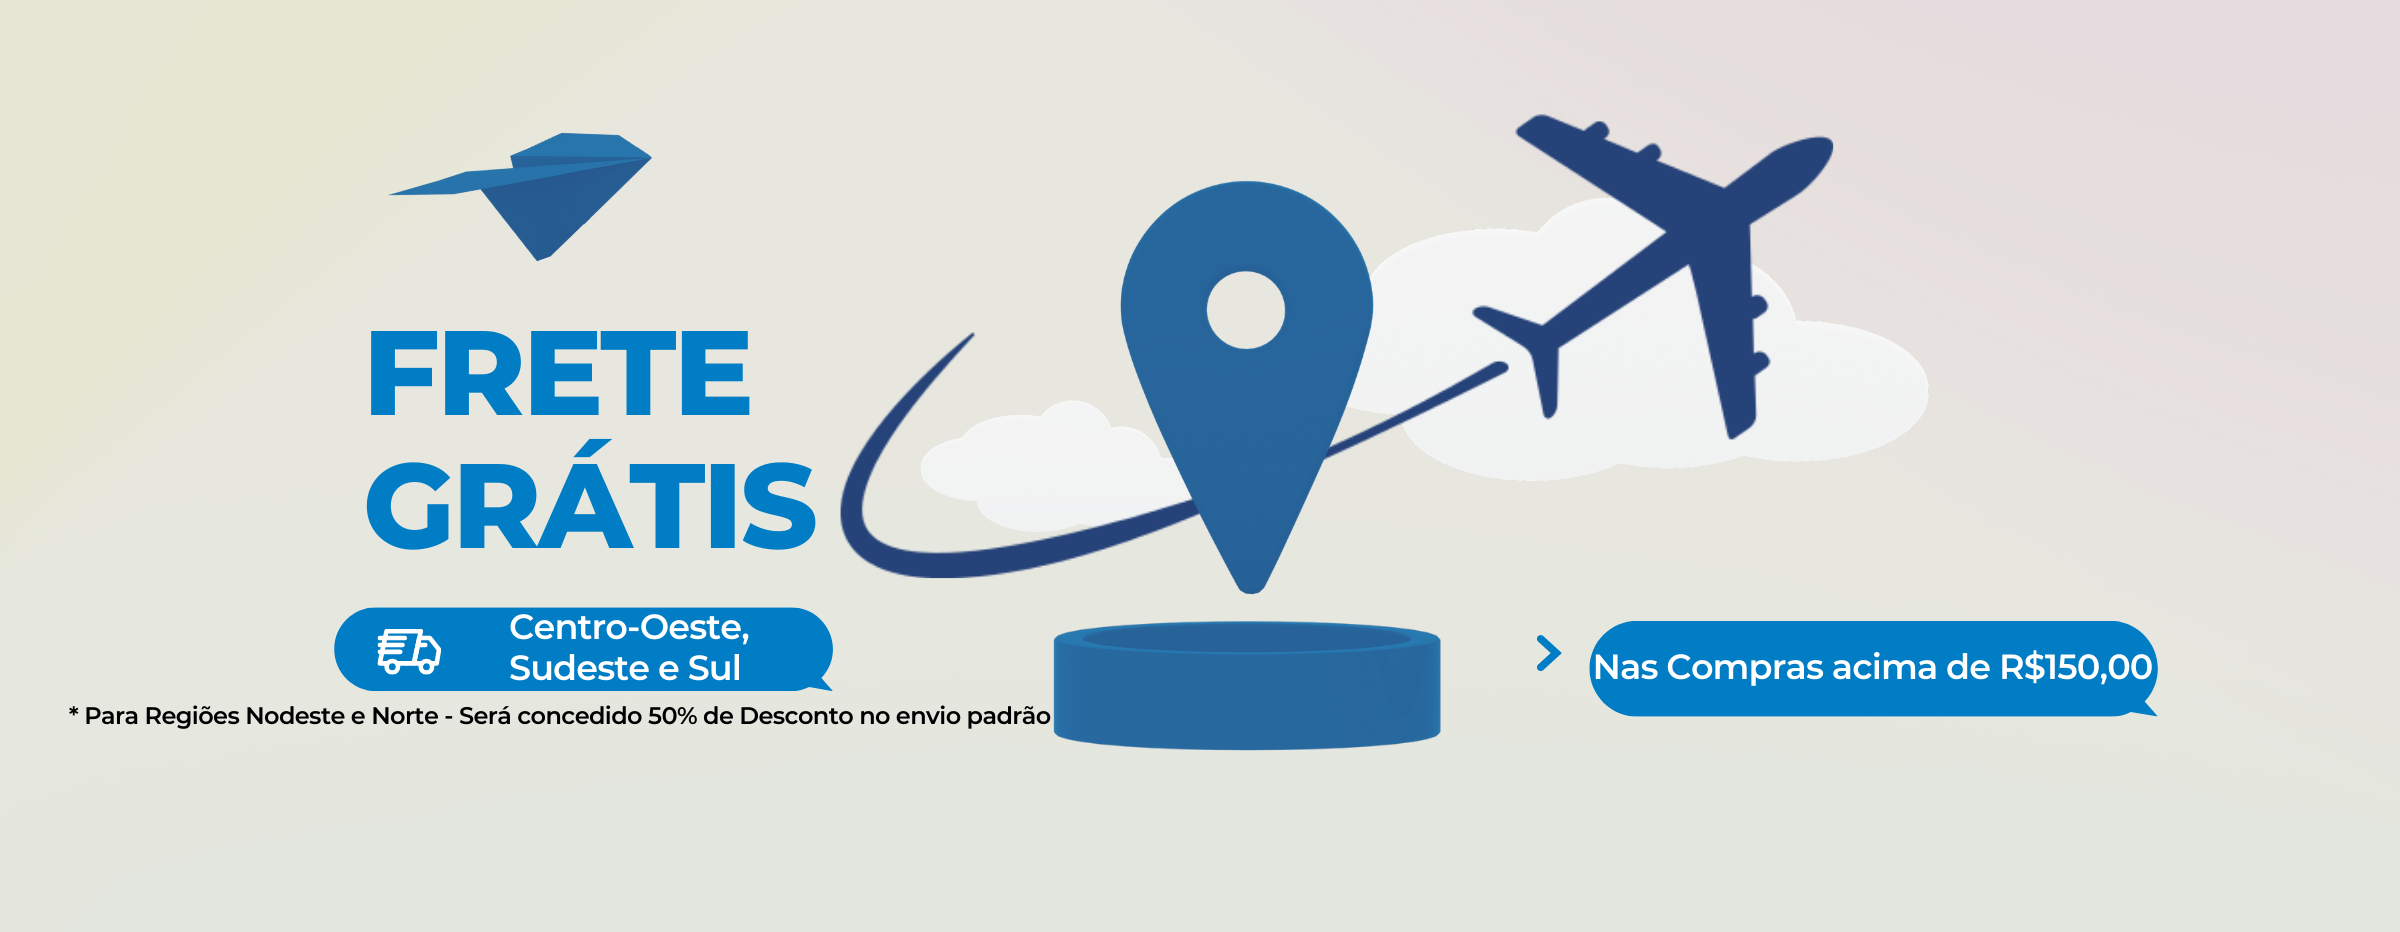 FRETE
GRÁTIS
Centro-Oeste,
Sudeste e Sul
* Para Regiões Nodeste e Norte - Será concedido 50% de Desconto no envio padrão
Nas Compras acima de R$150,00